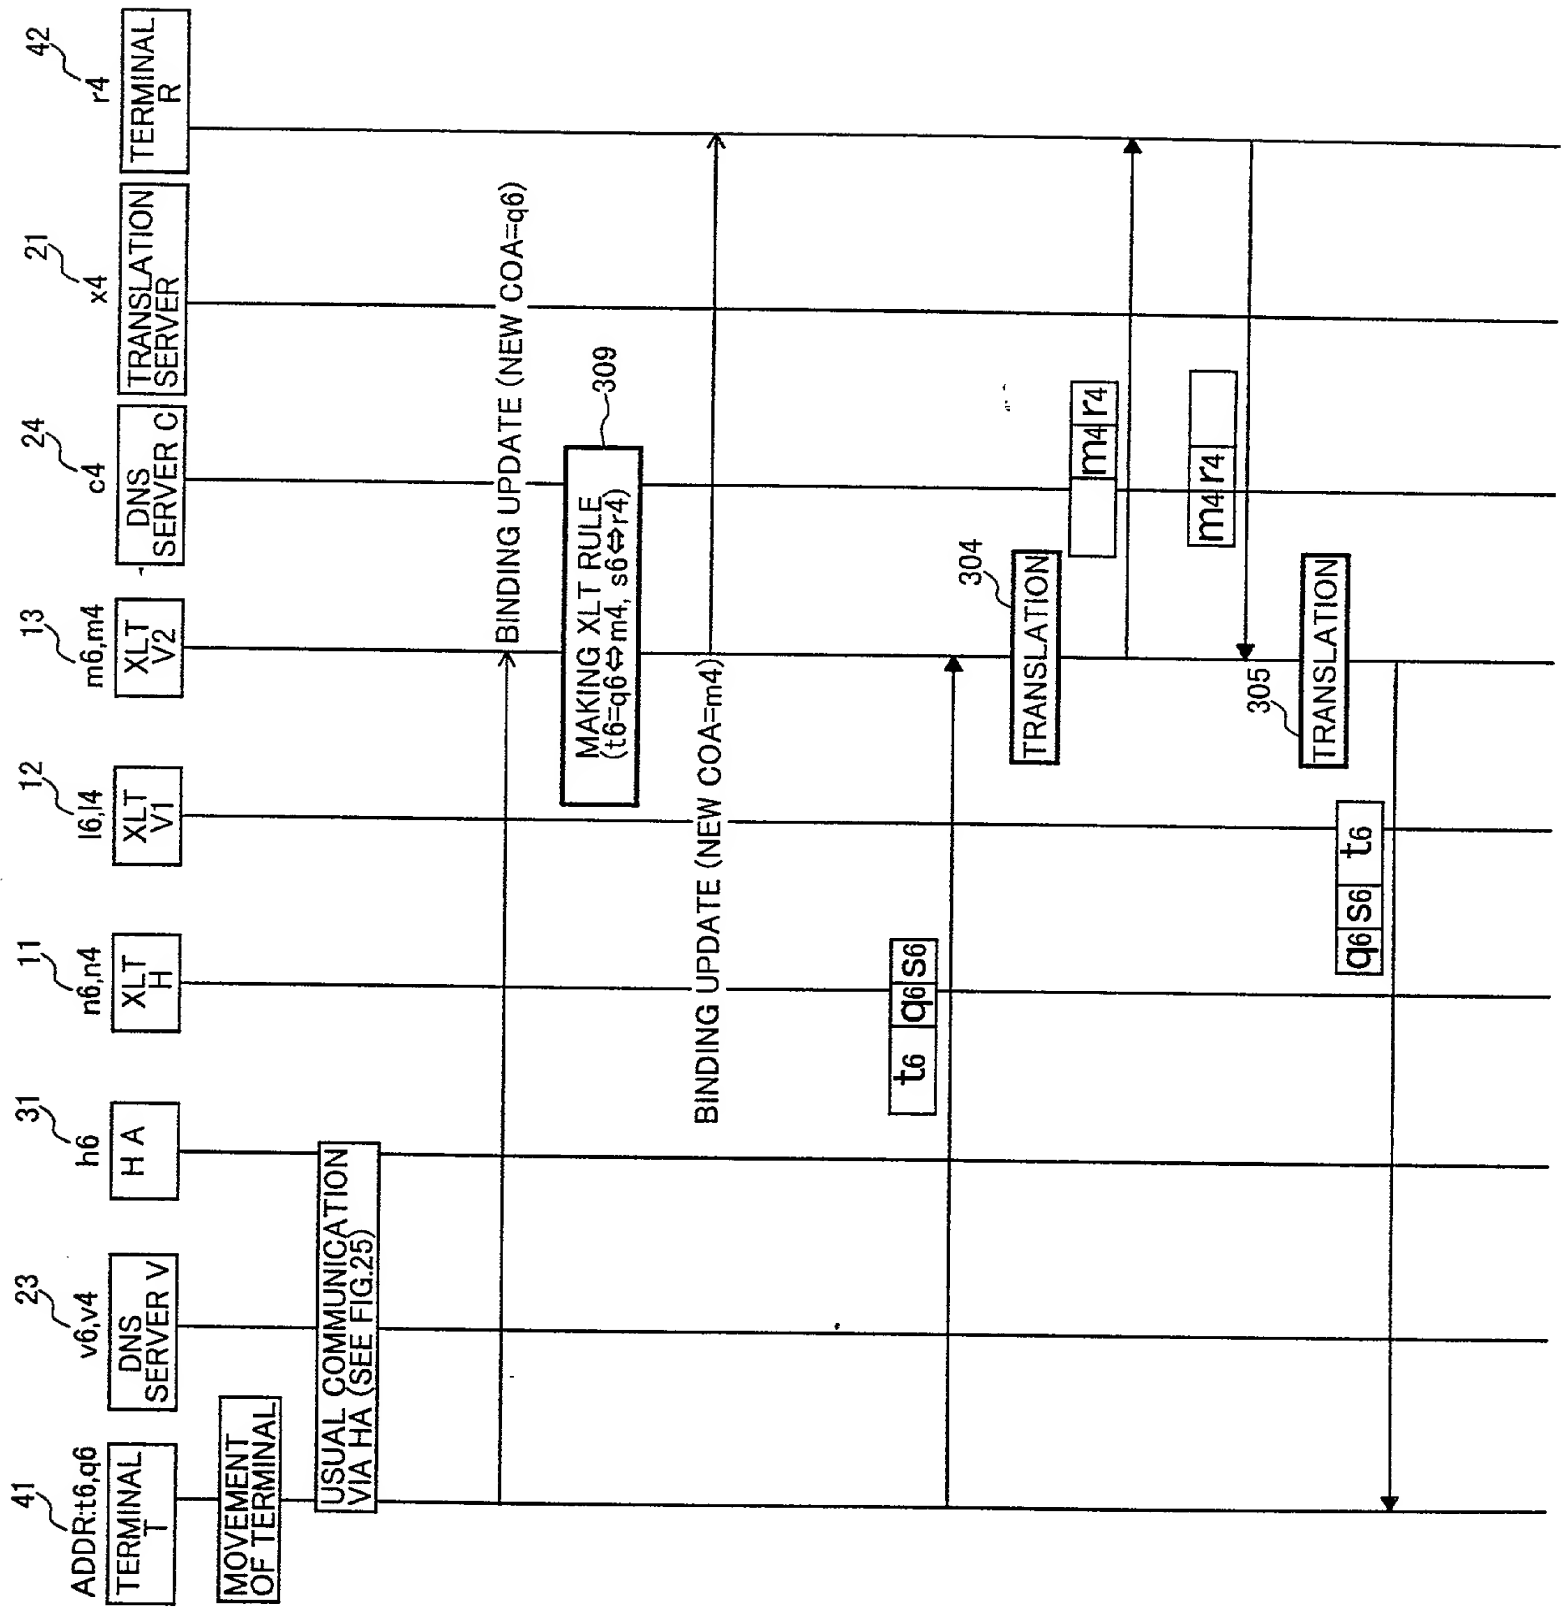 41
ADDR:t6,q6
TERMINAL
T
23
v6,v4
DNS
SERVER V
31
h6
H A
11
n6,n4
XLT
H
12
l6,l4
XLT
V1
13
m6,m4
XLT
V2
24
c4
DNS
SERVER C
21
x4
TRANSLATION
SERVER
42
r4
TERMINAL
R
MOVEMENT
OF TERMINAL
USUAL COMMUNICATION
VIA HA (SEE FIG.25)
BINDING UPDATE (NEW COA=q6)
309
MAKING XLT RULE
(t6=q6⇔m4, s6⇔r4)
BINDING UPDATE (NEW COA=m4)
t6 q6 s6
304
TRANSLATION
m4 r4
m4 r4
305
TRANSLATION
q6 s6 t6